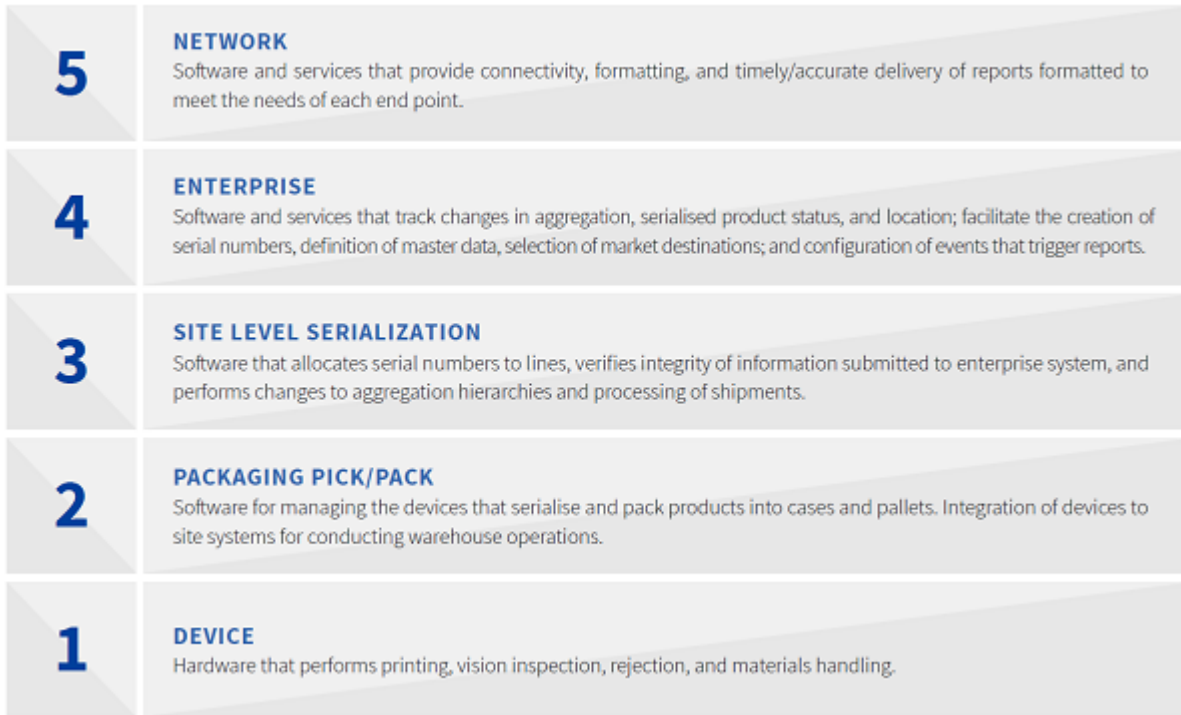 5
NETWORK
Software and services that provide connectivity, formatting, and timely/accurate delivery of reports formatted to
meet the needs of each end point.
4
ENTERPRISE
Software and services that track changes in aggregation, serialised product status, and location; facilitate the creation of
serial numbers, definition of master data, selection of market destinations; and configuration of events that trigger reports.
3
SITE LEVEL SERIALIZATION
Software that allocates serial numbers to lines, verifies integrity of information submitted to enterprise system, and
performs changes to aggregation hierarchies and processing of shipments.
2
PACKAGING PICK/PACK
Software for managing the devices that serialise and pack products into cases and pallets. Integration of devices to
site systems for conducting warehouse operations.
1
DEVICE
Hardware that performs printing, vision inspection, rejection, and materials handling.